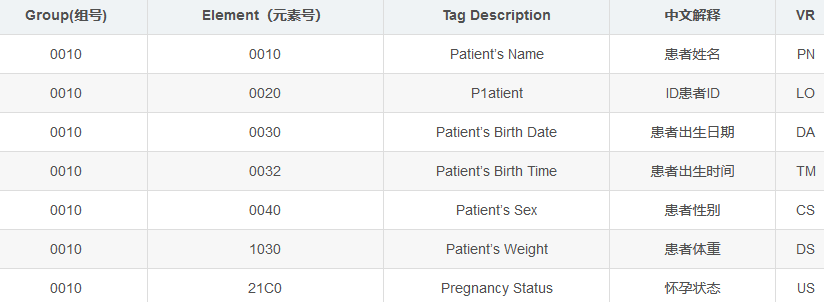 Group(组号) Element（元素号） Tag Description 中文解释 VR
0010 0010 Patient’s Name 患者姓名 PN
0010 0020 P1atient ID患者ID LO
0010 0030 Patient’s Birth Date 患者出生日期 DA
0010 0032 Patient’s Birth Time 患者出生时间 TM
0010 0040 Patient’s Sex 患者性别 CS
0010 1030 Patient’s Weight 患者体重 DS
0010 21C0 Pregnancy Status 怀孕状态 US